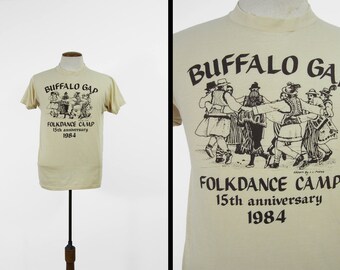 BUFFALO GAP
FOLKDANCE CAMP
15th anniversary
1984
BUFFALO GAP
FOLKDANCE CAMP
15th anniversary
1984